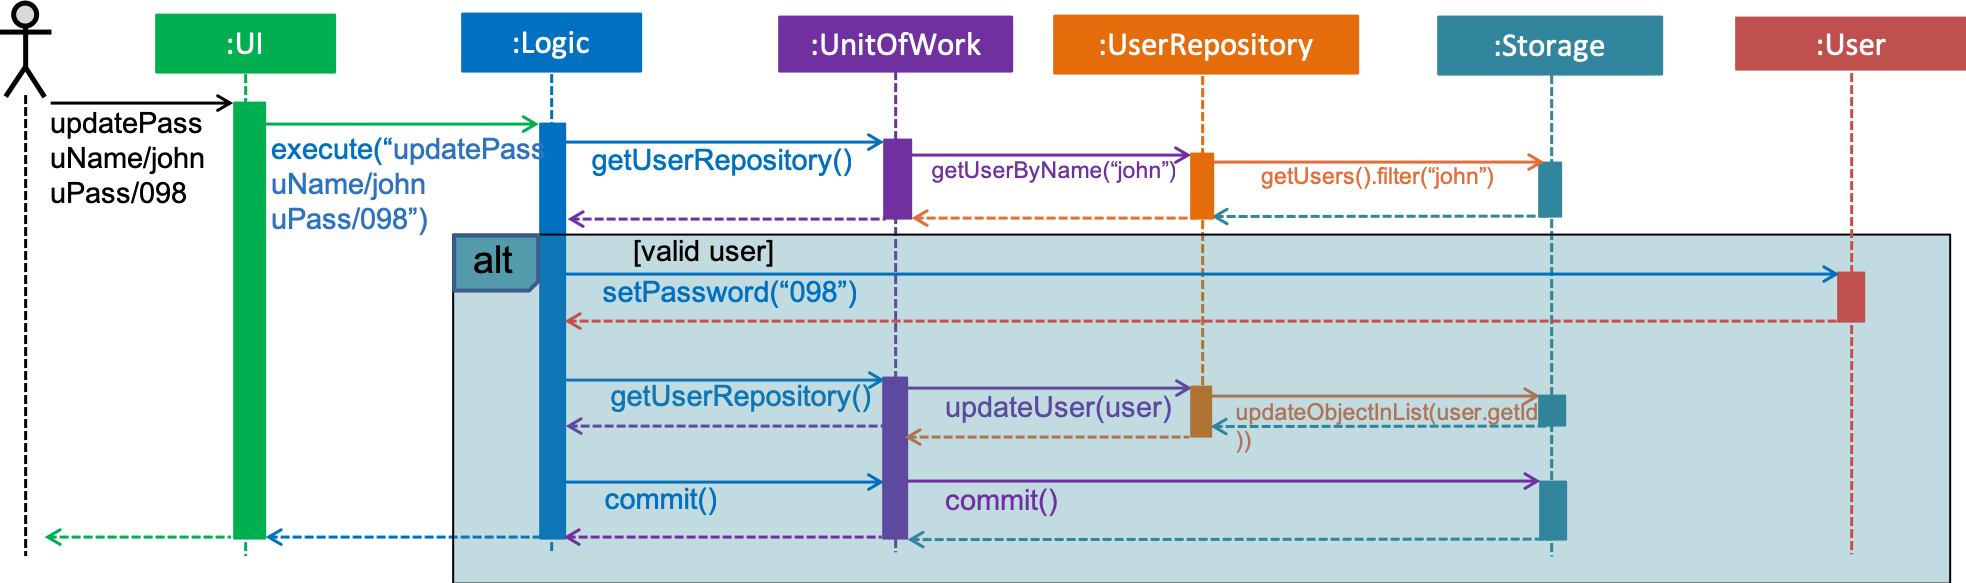 :UI
:Logic
:UnitOfWork
:UserRepository
:Storage
:User
updatePass
uName/john
uPass/098
execute(“updatePass
uName/john
uPass/098”)
getUserRepository()
getUserByName(“john”)
getUsers().filter(“john”)
alt
[valid user]
setPassword(“098”)
getUserRepository()
updateUser(user)
updateObjectInList(user.getId
))
commit()
commit()